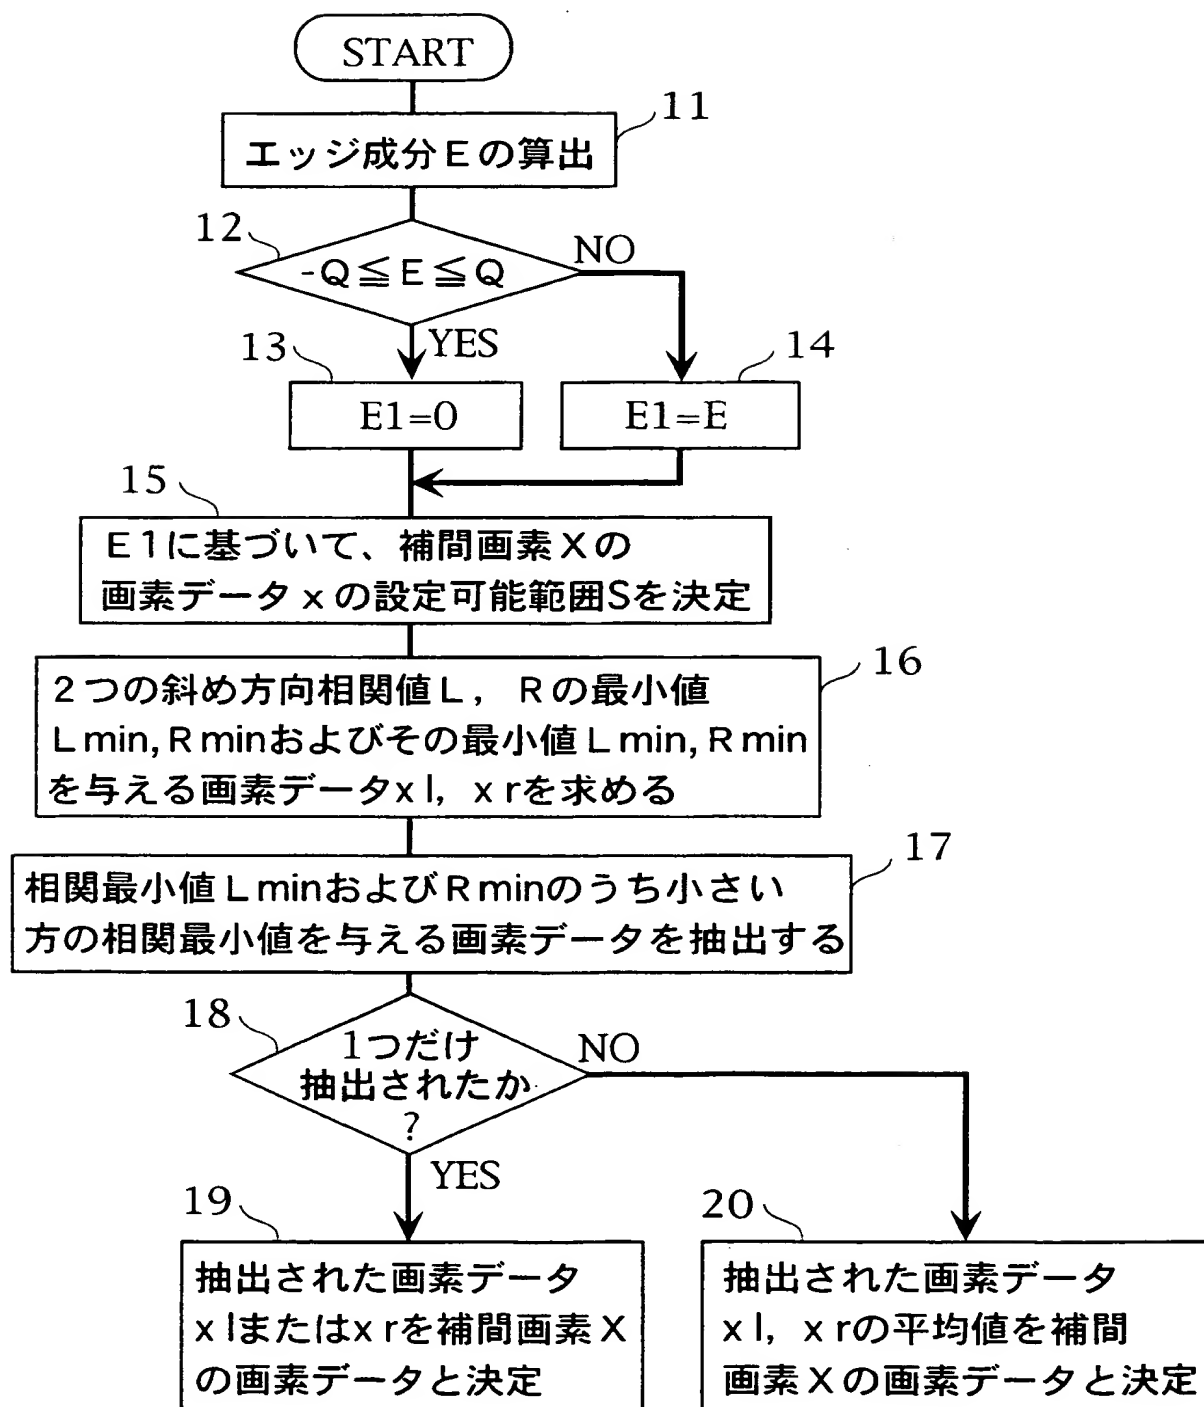 START
11
エッジ成分Eの算出
12
-Q≦E≦Q
NO
YES
13
E1=0
14
E1=E
15
E1に基づいて、補間画素Xの
画素データxの設定可能範囲Sを決定
16
2つの斜め方向相関値L，Rの最小値
Lmin,Rminおよびその最小値Lmin,Rmin
を与える画素データxl，xrを求める
17
相関最小値LminおよびRminのうち小さい
方の相関最小値を与える画素データを抽出する
18
1つだけ
抽出されたか
?
NO
YES
19
抽出された画素データ
xlまたはxrを補間画素X
の画素データと決定
20
抽出された画素データ
xl，xrの平均値を補間
画素Xの画素データと決定